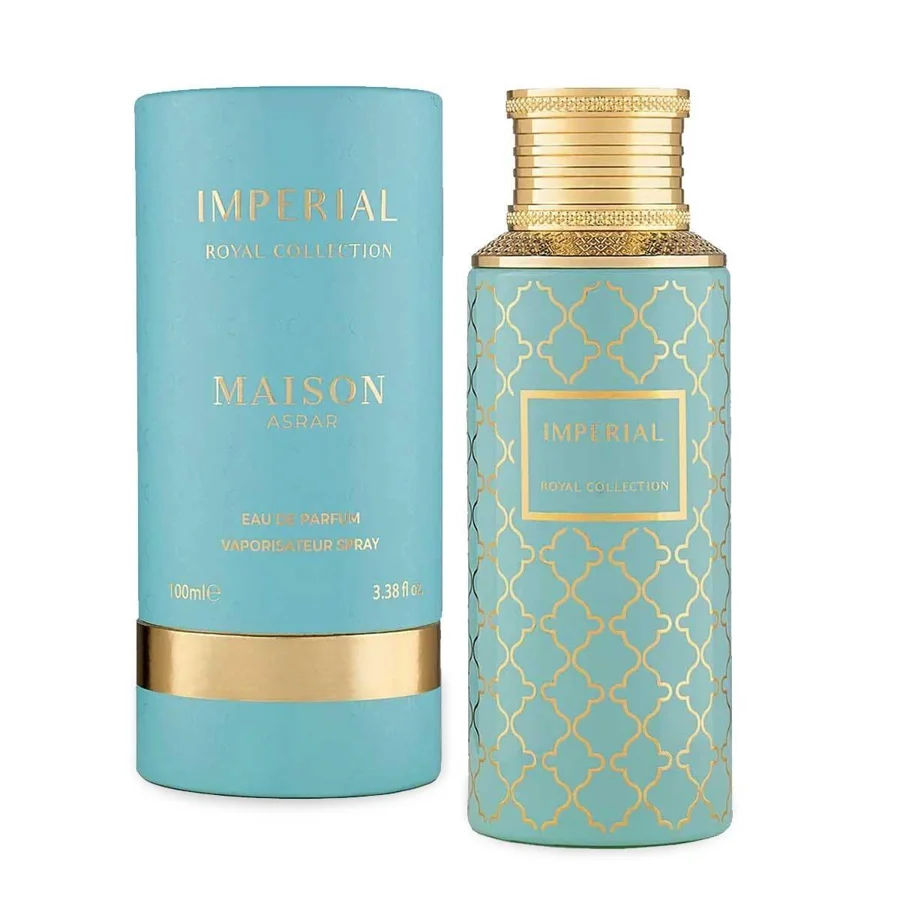 IMPERIAL
ROYAL COLLECTION
MAISON
ASRAR
EAU DE PARFUM
VAPORISATEUR SPRAY
100ml℮ 3.38 fl oz.
IMPERIAL
ROYAL COLLECTION